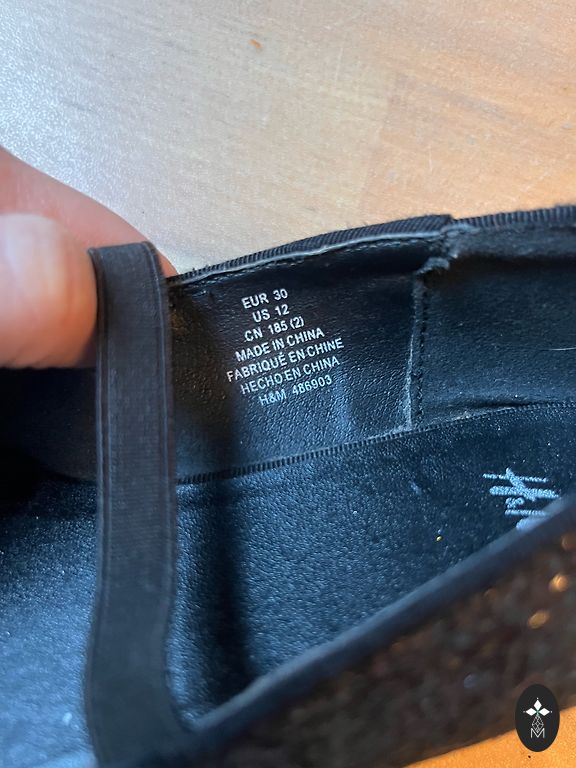 EUR 30
US 12
CN 185 (2)
MADE IN CHINA
FABRIQUÉ EN CHINE
HECHO EN CHINA
H&M 486903
H&M